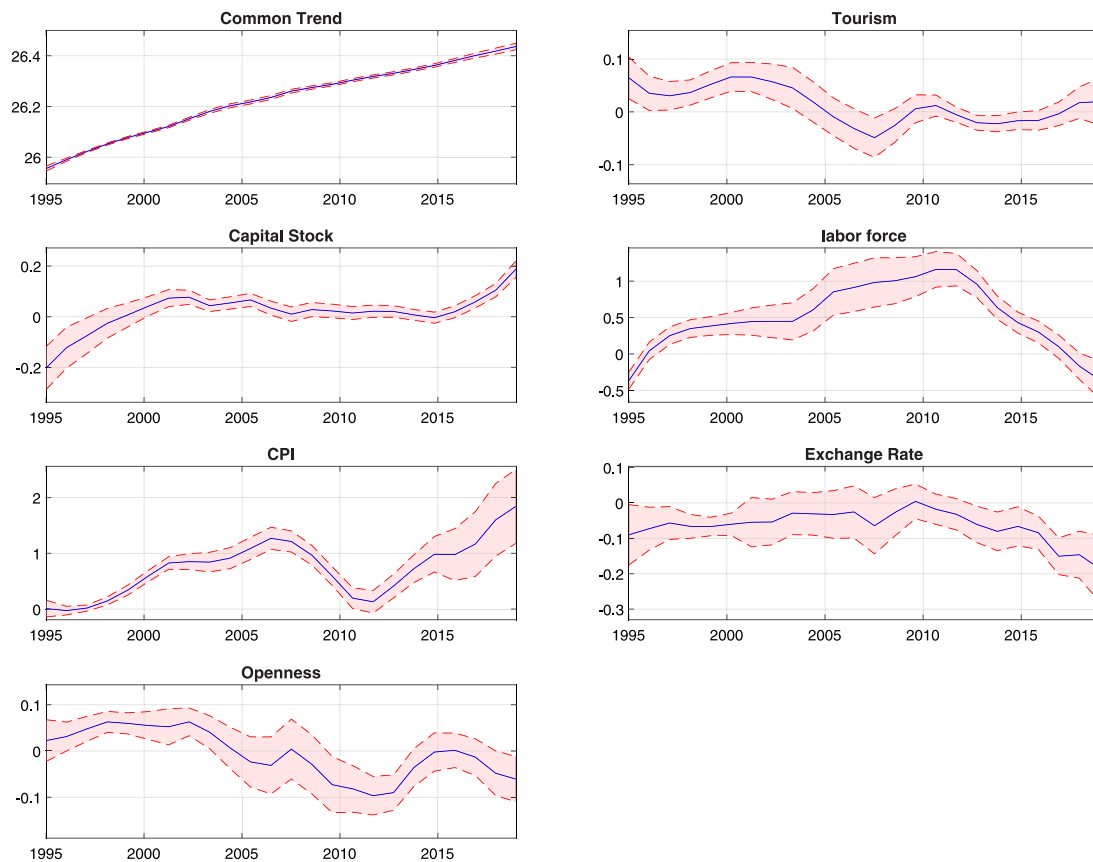 Common Trend
26.4
26.2
26
1995 2000 2005 2010 2015
Tourism
0.1
0
-0.1
1995 2000 2005 2010 2015
Capital Stock
0.2
0
-0.2
1995 2000 2005 2010 2015
labor force
1
0.5
0
-0.5
1995 2000 2005 2010 2015
CPI
2
1
0
1995 2000 2005 2010 2015
Exchange Rate
0.1
0
-0.1
-0.2
-0.3
1995 2000 2005 2010 2015
Openness
0.1
0
-0.1
1995 2000 2005 2010 2015